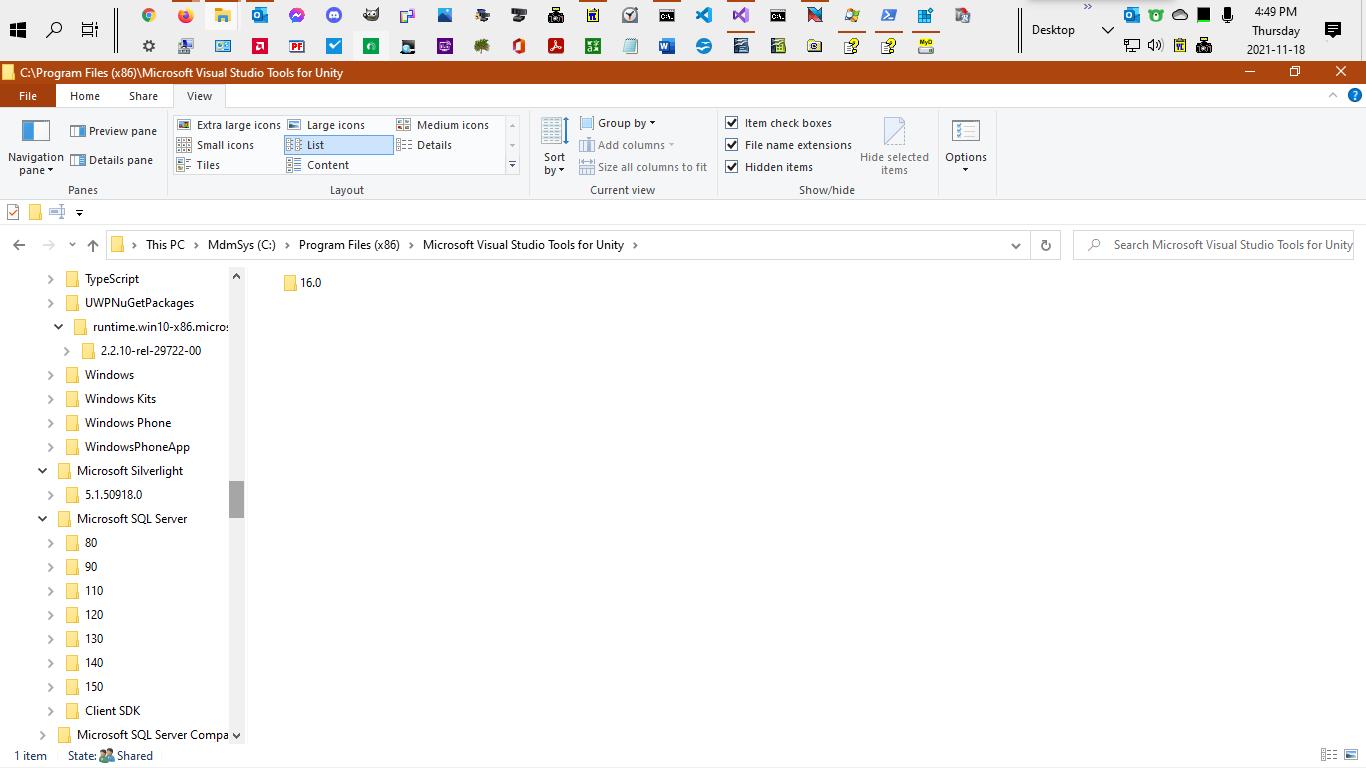 4:49 PM
Desktop
Thursday
2021-11-18
C:\Program Files (x86)\Microsoft Visual Studio Tools for Unity
File Home Share View
Navigation pane
Preview pane
Details pane
Panes
Extra large icons Large icons Medium icons
Small icons List Details
Tiles Content
Layout
Sort by
Group by
Add columns
Size all columns to fit
Current view
Item check boxes
File name extensions
Hidden items
Hide selected items
Show/hide
Options
This PC MdmSys (C:) Program Files (x86) Microsoft Visual Studio Tools for Unity
Search Microsoft Visual Studio Tools for Unity
TypeScript
UWPNuGetPackages
runtime.win10-x86.micros
2.2.10-rel-29722-00
Windows
Windows Kits
Windows Phone
WindowsPhoneApp
Microsoft Silverlight
5.1.50918.0
Microsoft SQL Server
80
90
110
120
130
140
150
Client SDK
Microsoft SQL Server Compa
16.0
1 item State: Shared